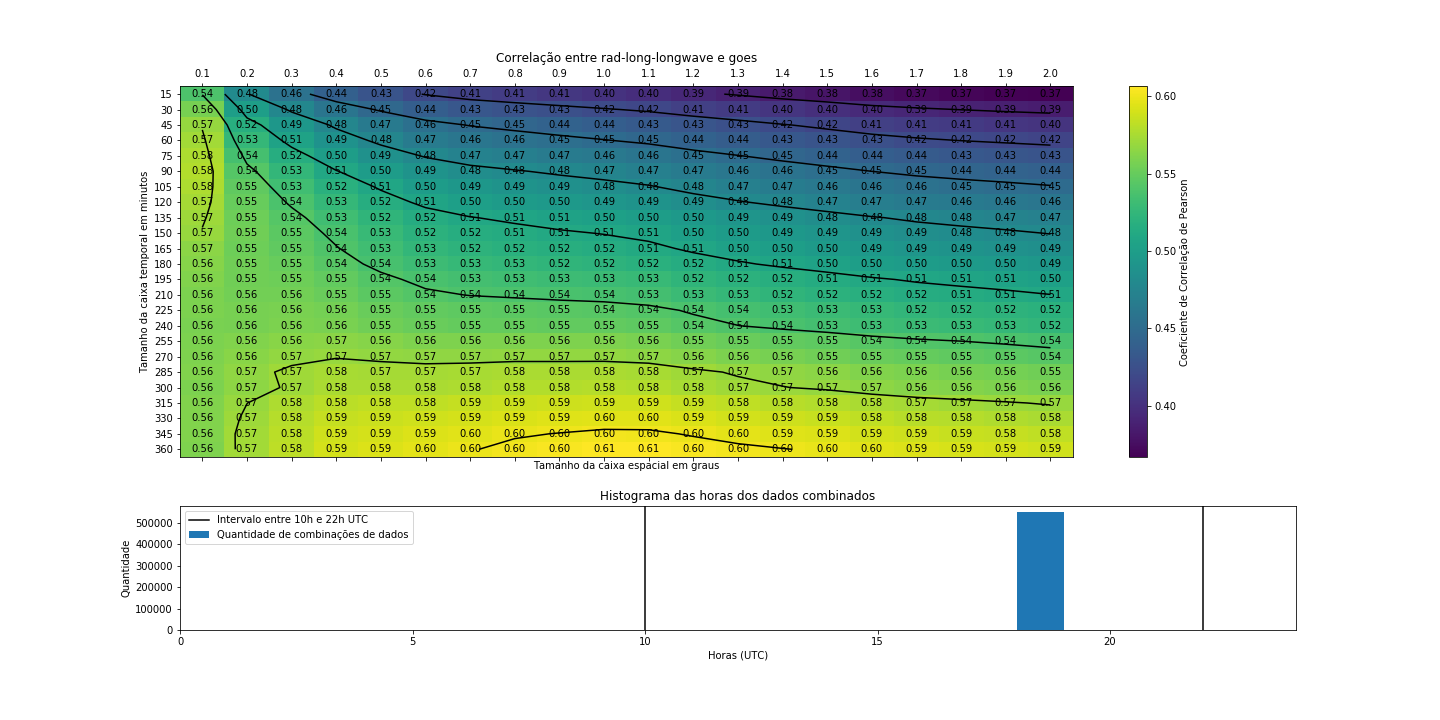 Correlação entre rad-long-longwave e goes
0.1 0.2 0.3 0.4 0.5 0.6 0.7 0.8 0.9 1.0 1.1 1.2 1.3 1.4 1.5 1.6 1.7 1.8 1.9 2.0
15 0.54 0.48 0.46 0.44 0.43 0.42 0.41 0.41 0.41 0.40 0.40 0.39 0.39 0.38 0.38 0.38 0.37 0.37 0.37 0.37
30 0.56 0.50 0.48 0.46 0.45 0.44 0.43 0.43 0.43 0.42 0.42 0.41 0.41 0.40 0.40 0.40 0.39 0.39 0.39 0.39
45 0.57 0.52 0.49 0.48 0.47 0.46 0.45 0.45 0.44 0.44 0.43 0.43 0.43 0.42 0.42 0.41 0.41 0.41 0.41 0.40
60 0.57 0.53 0.51 0.49 0.48 0.47 0.46 0.46 0.45 0.45 0.45 0.44 0.44 0.43 0.43 0.43 0.42 0.42 0.42 0.42
75 0.58 0.54 0.52 0.50 0.49 0.48 0.47 0.47 0.47 0.46 0.46 0.45 0.45 0.45 0.44 0.44 0.44 0.43 0.43 0.43
90 0.58 0.54 0.53 0.51 0.50 0.49 0.48 0.48 0.48 0.47 0.47 0.47 0.46 0.46 0.45 0.45 0.45 0.44 0.44 0.44
105 0.58 0.55 0.53 0.52 0.51 0.50 0.49 0.49 0.49 0.48 0.48 0.48 0.47 0.47 0.46 0.46 0.46 0.45 0.45 0.45
120 0.57 0.55 0.54 0.53 0.52 0.51 0.50 0.50 0.50 0.49 0.49 0.49 0.48 0.48 0.47 0.47 0.47 0.46 0.46 0.46
135 0.57 0.55 0.54 0.53 0.52 0.52 0.51 0.51 0.51 0.50 0.50 0.50 0.49 0.49 0.48 0.48 0.48 0.48 0.47 0.47
150 0.57 0.55 0.55 0.54 0.53 0.52 0.52 0.51 0.51 0.51 0.51 0.50 0.50 0.50 0.49 0.49 0.49 0.48 0.48 0.48
165 0.57 0.55 0.55 0.54 0.53 0.53 0.52 0.52 0.52 0.52 0.51 0.51 0.50 0.50 0.50 0.49 0.49 0.49 0.49 0.49
180 0.56 0.55 0.55 0.54 0.54 0.53 0.53 0.53 0.52 0.52 0.52 0.52 0.51 0.51 0.50 0.50 0.50 0.50 0.50 0.49
195 0.56 0.55 0.55 0.55 0.54 0.54 0.53 0.53 0.53 0.53 0.53 0.52 0.52 0.52 0.51 0.51 0.51 0.51 0.51 0.50
210 0.56 0.56 0.56 0.55 0.55 0.54 0.54 0.54 0.54 0.54 0.53 0.53 0.53 0.52 0.52 0.52 0.52 0.51 0.51 0.51
225 0.56 0.56 0.56 0.55 0.55 0.55 0.55 0.55 0.54 0.54 0.54 0.54 0.54 0.53 0.53 0.53 0.52 0.52 0.52 0.52
240 0.56 0.56 0.56 0.56 0.56 0.55 0.55 0.55 0.55 0.55 0.55 0.54 0.54 0.54 0.53 0.53 0.53 0.53 0.53 0.52
255 0.56 0.56 0.57 0.56 0.56 0.56 0.56 0.56 0.56 0.56 0.56 0.55 0.55 0.55 0.55 0.54 0.54 0.54 0.54 0.54
270 0.56 0.56 0.57 0.57 0.57 0.57 0.57 0.57 0.57 0.57 0.57 0.56 0.56 0.56 0.55 0.55 0.55 0.55 0.55 0.54
285 0.56 0.57 0.57 0.58 0.57 0.57 0.57 0.58 0.58 0.58 0.58 0.57 0.57 0.57 0.56 0.56 0.56 0.56 0.56 0.55
300 0.56 0.57 0.57 0.58 0.58 0.58 0.58 0.58 0.58 0.58 0.58 0.58 0.57 0.57 0.57 0.57 0.56 0.56 0.56 0.56
315 0.56 0.57 0.58 0.58 0.58 0.58 0.59 0.59 0.59 0.59 0.59 0.59 0.58 0.58 0.58 0.58 0.57 0.57 0.57 0.57
330 0.56 0.57 0.58 0.59 0.59 0.59 0.59 0.59 0.59 0.60 0.60 0.59 0.59 0.59 0.59 0.58 0.58 0.58 0.58 0.58
345 0.56 0.57 0.58 0.59 0.59 0.59 0.60 0.60 0.60 0.60 0.60 0.60 0.60 0.59 0.59 0.59 0.59 0.59 0.58 0.58
360 0.56 0.57 0.58 0.59 0.59 0.60 0.60 0.60 0.60 0.61 0.61 0.60 0.60 0.60 0.60 0.60 0.59 0.59 0.59 0.59
Tamanho da caixa temporal em minutos
Tamanho da caixa espacial em graus
0.60
0.55
0.50
0.45
0.40
Coeficiente de Correlação de Pearson
Histograma das horas dos dados combinados
Intervalo entre 10h e 22h UTC
Quantidade de combinações de dados
500000
400000
300000
200000
100000
0
Quantidade
0 5 10 15 20
Horas (UTC)